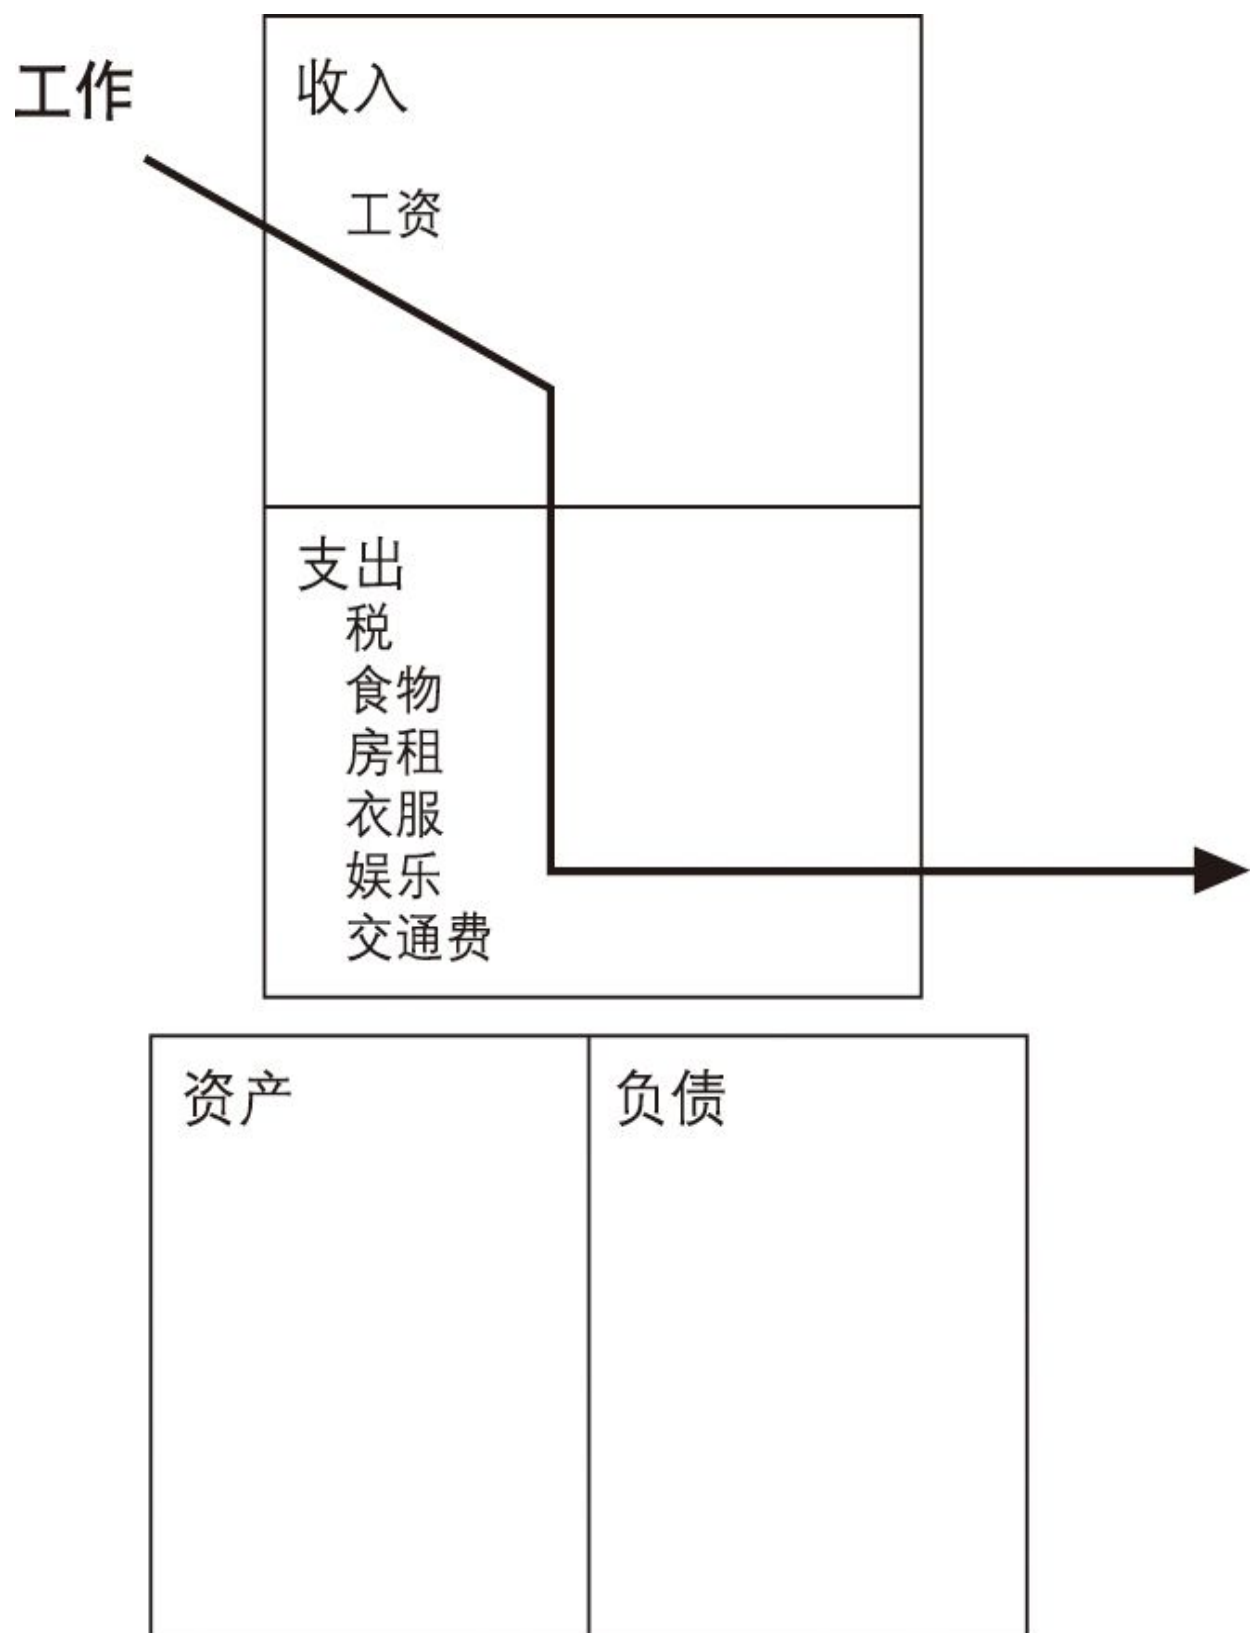 工作
收入
工资
支出
税
食物
房租
衣服
娱乐
交通费
资产
负债